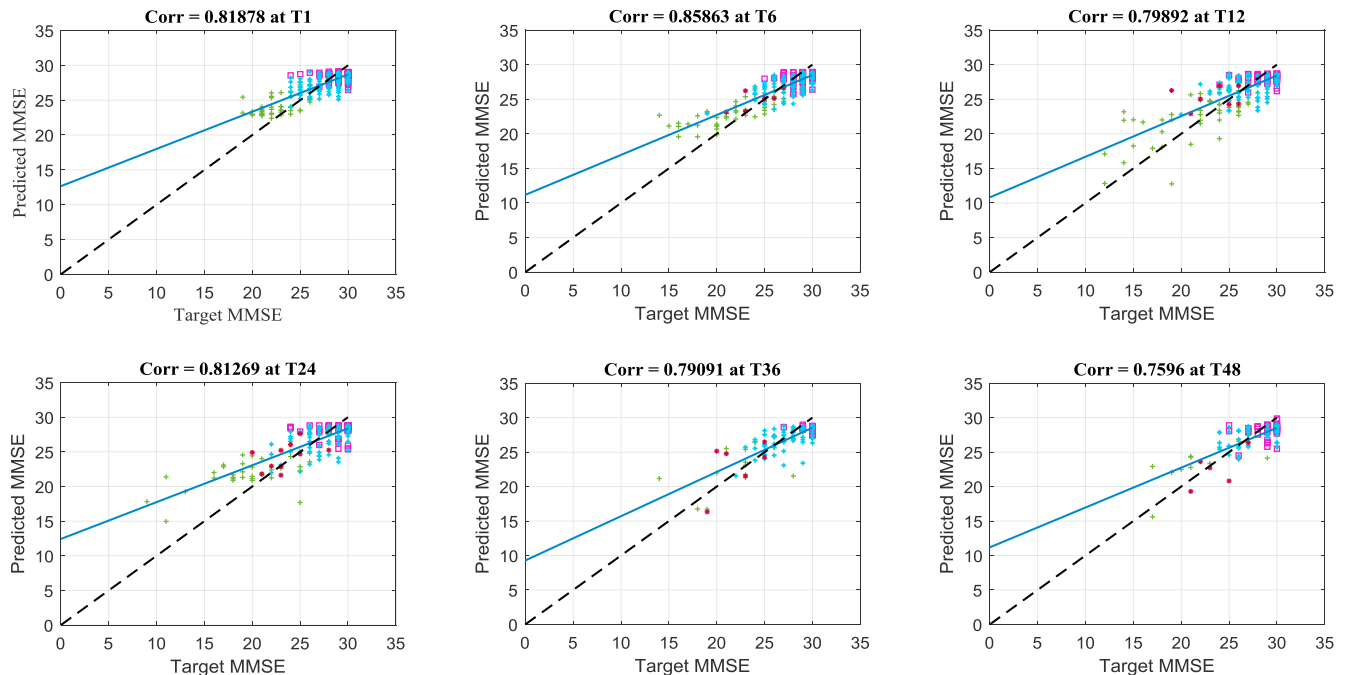 Corr = 0.81878 at T1
35
30
25
20
15
10
5
0
Predicted MMSE
0 5 10 15 20 25 30 35
Target MMSE
Corr = 0.85863 at T6
35
30
25
20
15
10
5
0
Predicted MMSE
0 5 10 15 20 25 30 35
Target MMSE
Corr = 0.79892 at T12
35
30
25
20
15
10
5
0
Predicted MMSE
0 5 10 15 20 25 30 35
Target MMSE
Corr = 0.81269 at T24
35
30
25
20
15
10
5
0
Predicted MMSE
0 5 10 15 20 25 30 35
Target MMSE
Corr = 0.79091 at T36
35
30
25
20
15
10
5
0
Predicted MMSE
0 5 10 15 20 25 30 35
Target MMSE
Corr = 0.7596 at T48
35
30
25
20
15
10
5
0
Predicted MMSE
0 5 10 15 20 25 30 35
Target MMSE